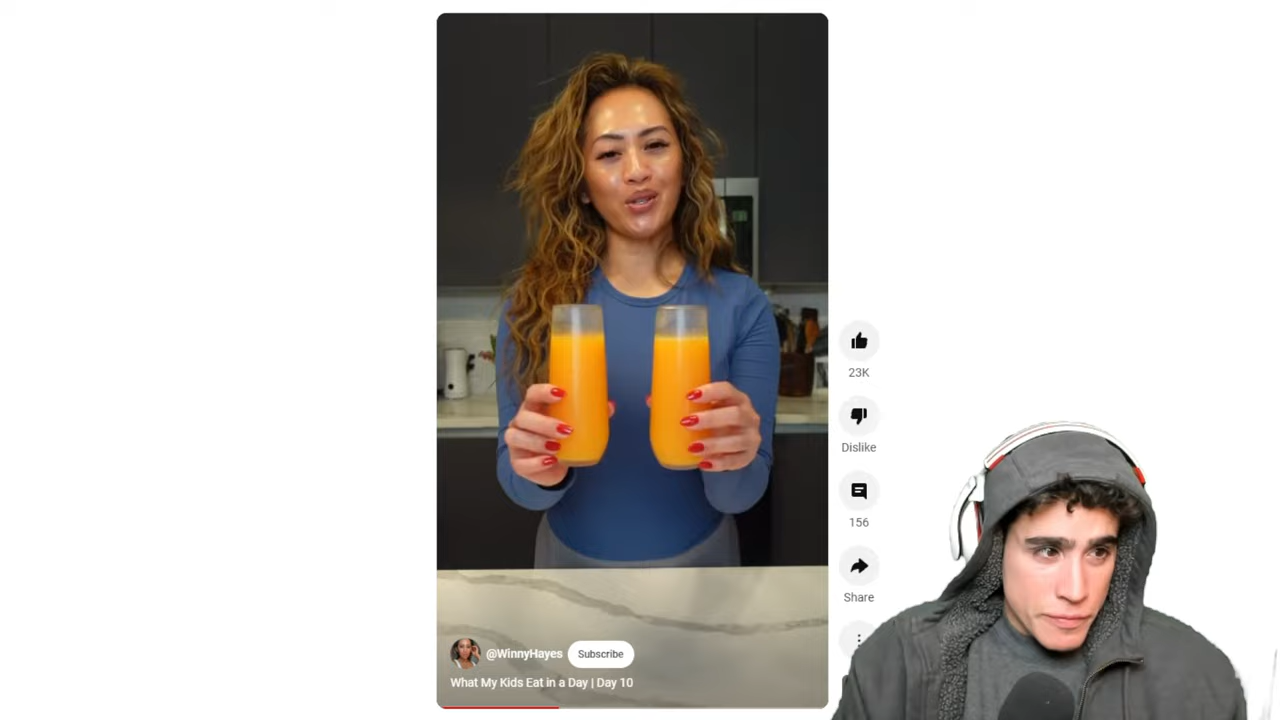 23K
Dislike
156
Share
@WinnyHayes Subscribe
What My Kids Eat in a Day | Day 10